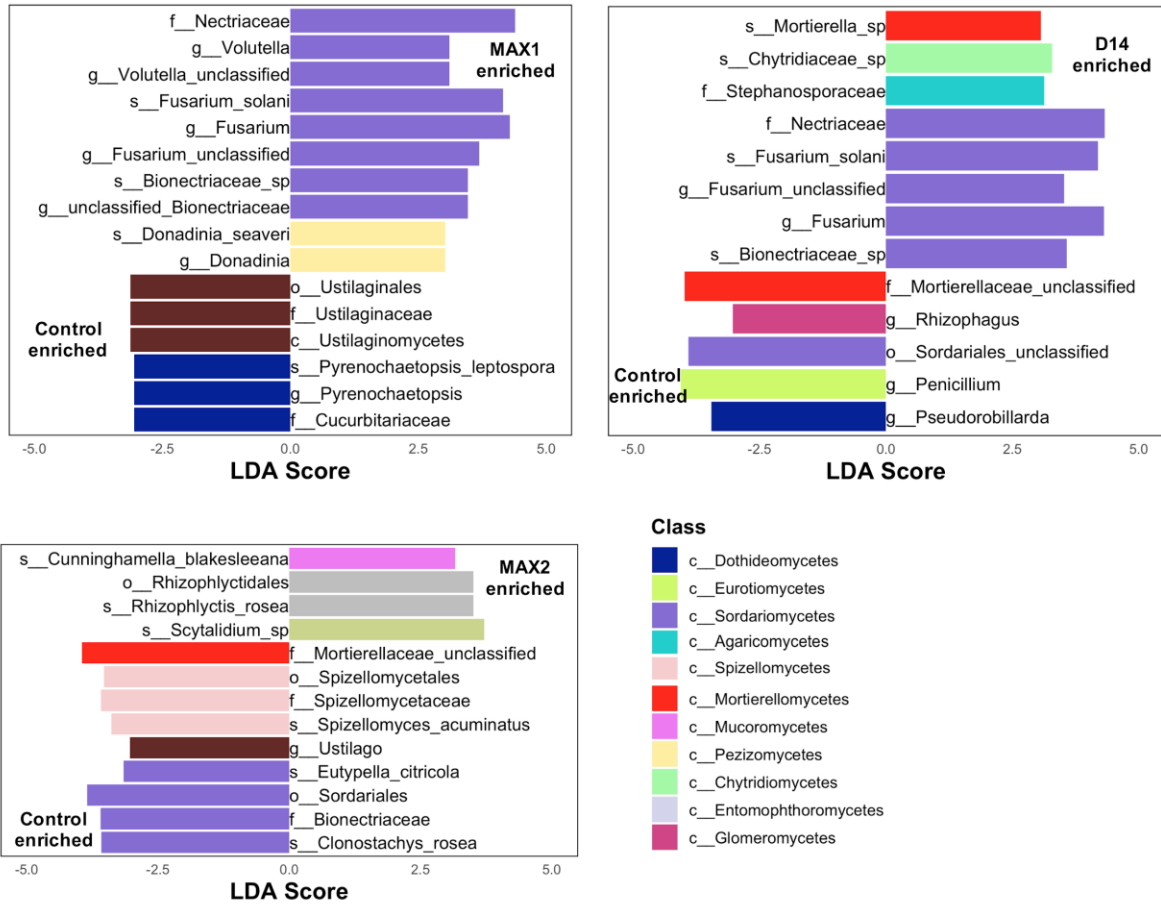 f__Nectriaceae
g__Volutella
MAX1
enriched
g__Volutella_unclassified
s__Fusarium_solani
g__Fusarium
g__Fusarium_unclassified
s__Bionectriaceae_sp
g__unclassified_Bionectriaceae
s__Donadinia_seaveri
g__Donadinia
o__Ustilaginales
f__Ustilaginaceae
Control
enriched
c__Ustilaginomycetes
s__Pyrenochaetopsis_leptospora
g__Pyrenochaetopsis
f__Cucurbitariaceae
-5.0 -2.5 0.0 2.5 5.0
LDA Score
s__Mortierella_sp
D14
enriched
s__Chytridiaceae_sp
f__Stephanosporaceae
f__Nectriaceae
s__Fusarium_solani
g__Fusarium_unclassified
g__Fusarium
s__Bionectriaceae_sp
f__Mortierellaceae_unclassified
g__Rhizophagus
o__Sordariales_unclassified
Control
enriched
g__Penicillium
g__Pseudorobillarda
-5.0 -2.5 0.0 2.5 5.0
LDA Score
s__Cunninghamella_blakesleeana
MAX2
enriched
o__Rhizophlyctidales
s__Rhizophlyctis_rosea
s__Scytalidium_sp
f__Mortierellaceae_unclassified
o__Spizellomycetales
f__Spizellomycetaceae
s__Spizellomyces_acuminatus
g__Ustilago
s__Eutypella_citricola
o__Sordariales
Control
enriched
f__Bionectriaceae
s__Clonostachys_rosea
-5.0 -2.5 0.0 2.5 5.0
LDA Score
Class
c__Dothideomycetes
c__Eurotiomycetes
c__Sordariomycetes
c__Agaricomycetes
c__Spizellomycetes
c__Mortierellomycetes
c__Mucoromycetes
c__Pezizomycetes
c__Chytridiomycetes
c__Entomophthoromycetes
c__Glomeromycetes